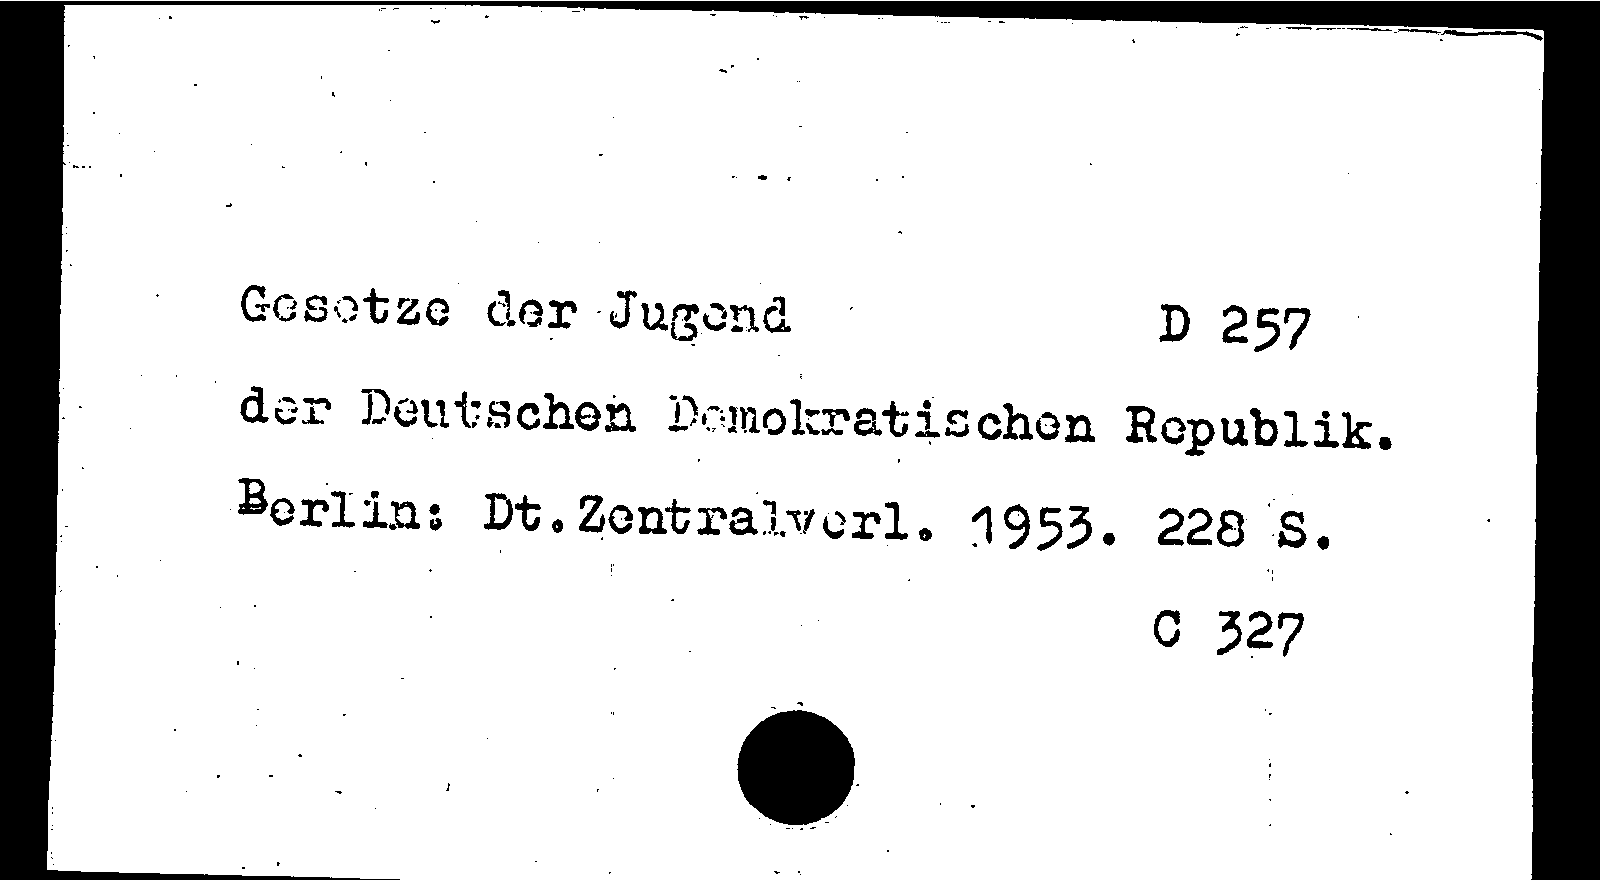 Gesetze der Jugend D 257
der Deutschen Demokratischen Republik.
Berlin: Dt.Zentralverl. 1953. 228 S.
C 327